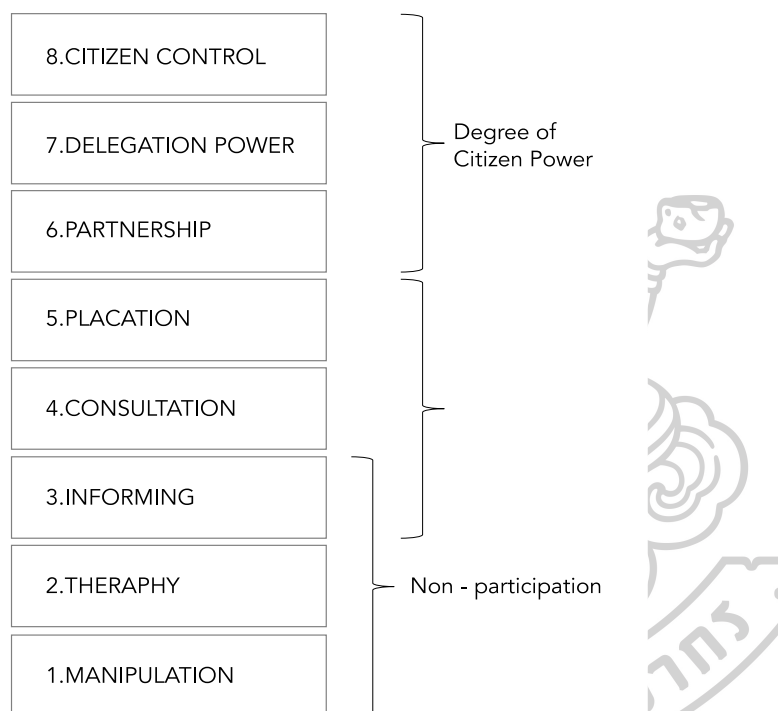 8.CITIZEN CONTROL
7.DELEGATION POWER
Degree of
Citizen Power
6.PARTNERSHIP
5.PLACATION
4.CONSULTATION
3.INFORMING
2.THERAPHY
Non - participation
1.MANIPULATION